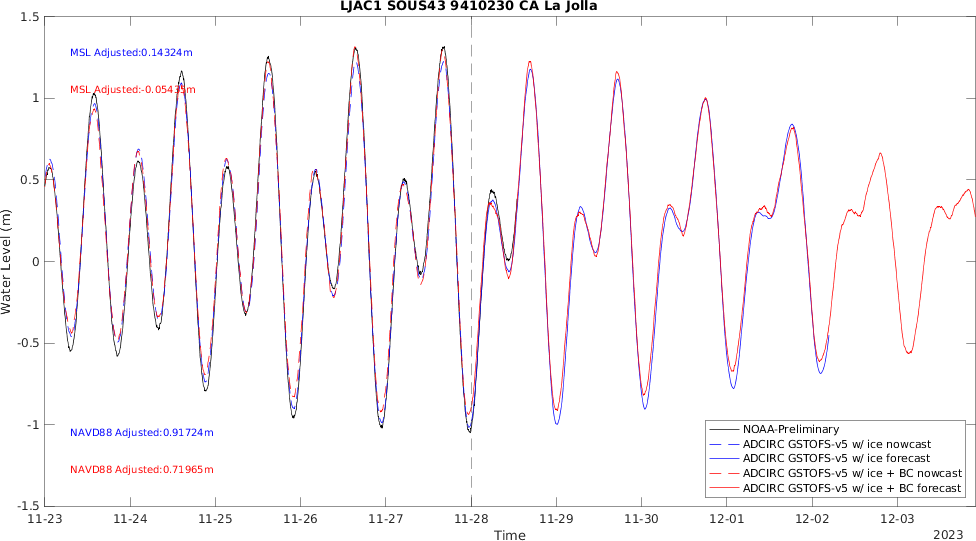 LJAC1 SOUS43 9410230 CA La Jolla
1.5
MSL Adjusted:0.14324m
MSL Adjusted:-0.05435m
1
0.5
0
Water Level (m)
-0.5
-1
NAVD88 Adjusted:0.91724m
NAVD88 Adjusted:0.71965m
-1.5
NOAA-Preliminary
ADCIRC GSTOFS-v5 w/ ice nowcast
ADCIRC GSTOFS-v5 w/ ice forecast
ADCIRC GSTOFS-v5 w/ ice + BC nowcast
ADCIRC GSTOFS-v5 w/ ice + BC forecast
11-23 11-24 11-25 11-26 11-27 11-28 11-29 11-30 12-01 12-02 12-03
Time
2023